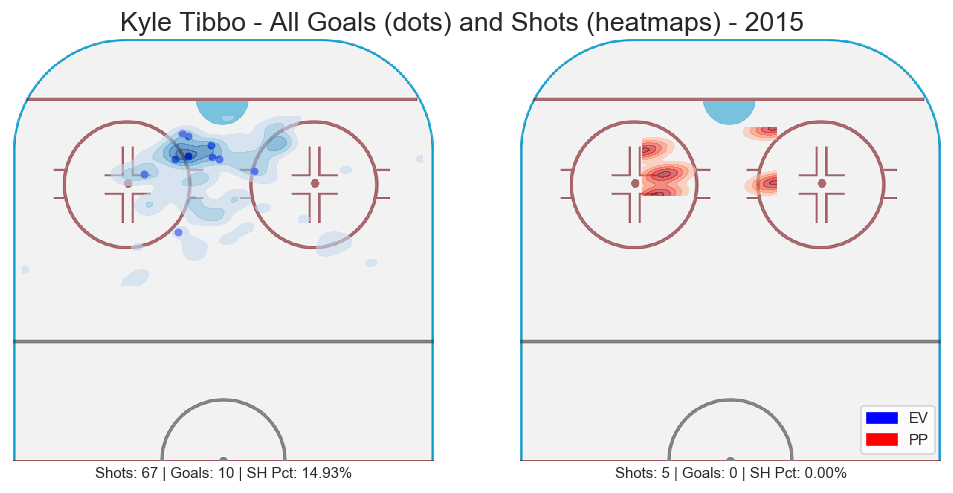 Kyle Tibbo - All Goals (dots) and Shots (heatmaps) - 2015
EV
PP
Shots: 67 | Goals: 10 | SH Pct: 14.93%
Shots: 5 | Goals: 0 | SH Pct: 0.00%